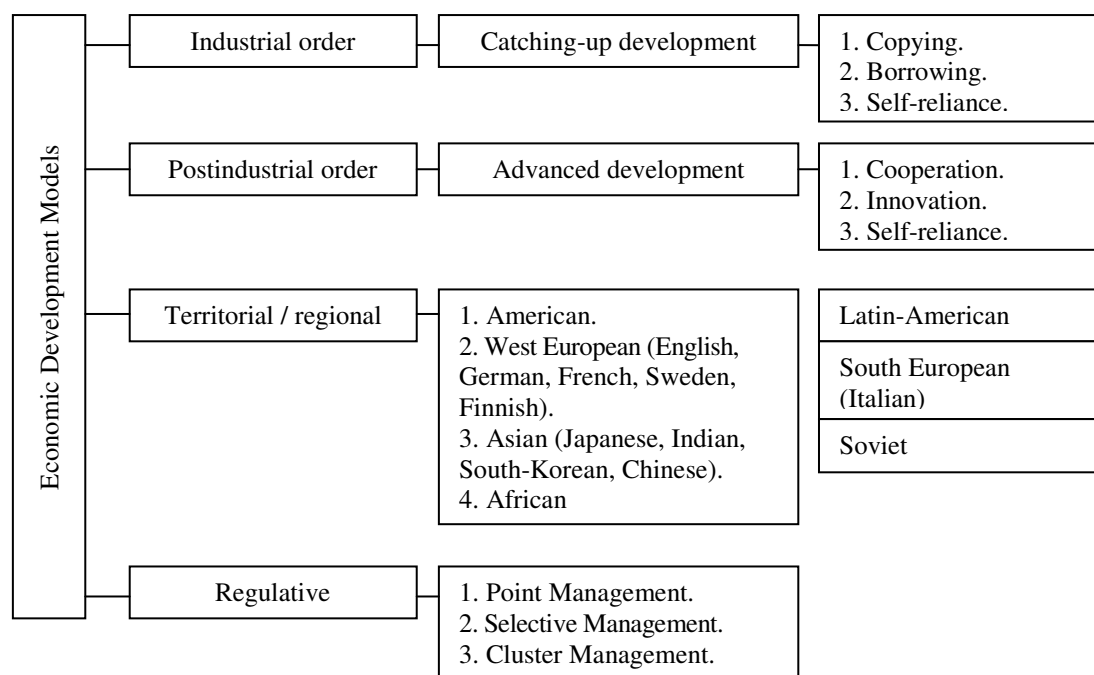 Economic Development Models
Industrial order
Catching-up development
1. Copying.
2. Borrowing.
3. Self-reliance.
Postindustrial order
Advanced development
1. Cooperation.
2. Innovation.
3. Self-reliance.
Territorial / regional
1. American.
2. West European (English,
German, French, Sweden,
Finnish).
3. Asian (Japanese, Indian,
South-Korean, Chinese).
4. African
Latin-American
South European
(Italian)
Soviet
Regulative
1. Point Management.
2. Selective Management.
3. Cluster Management.